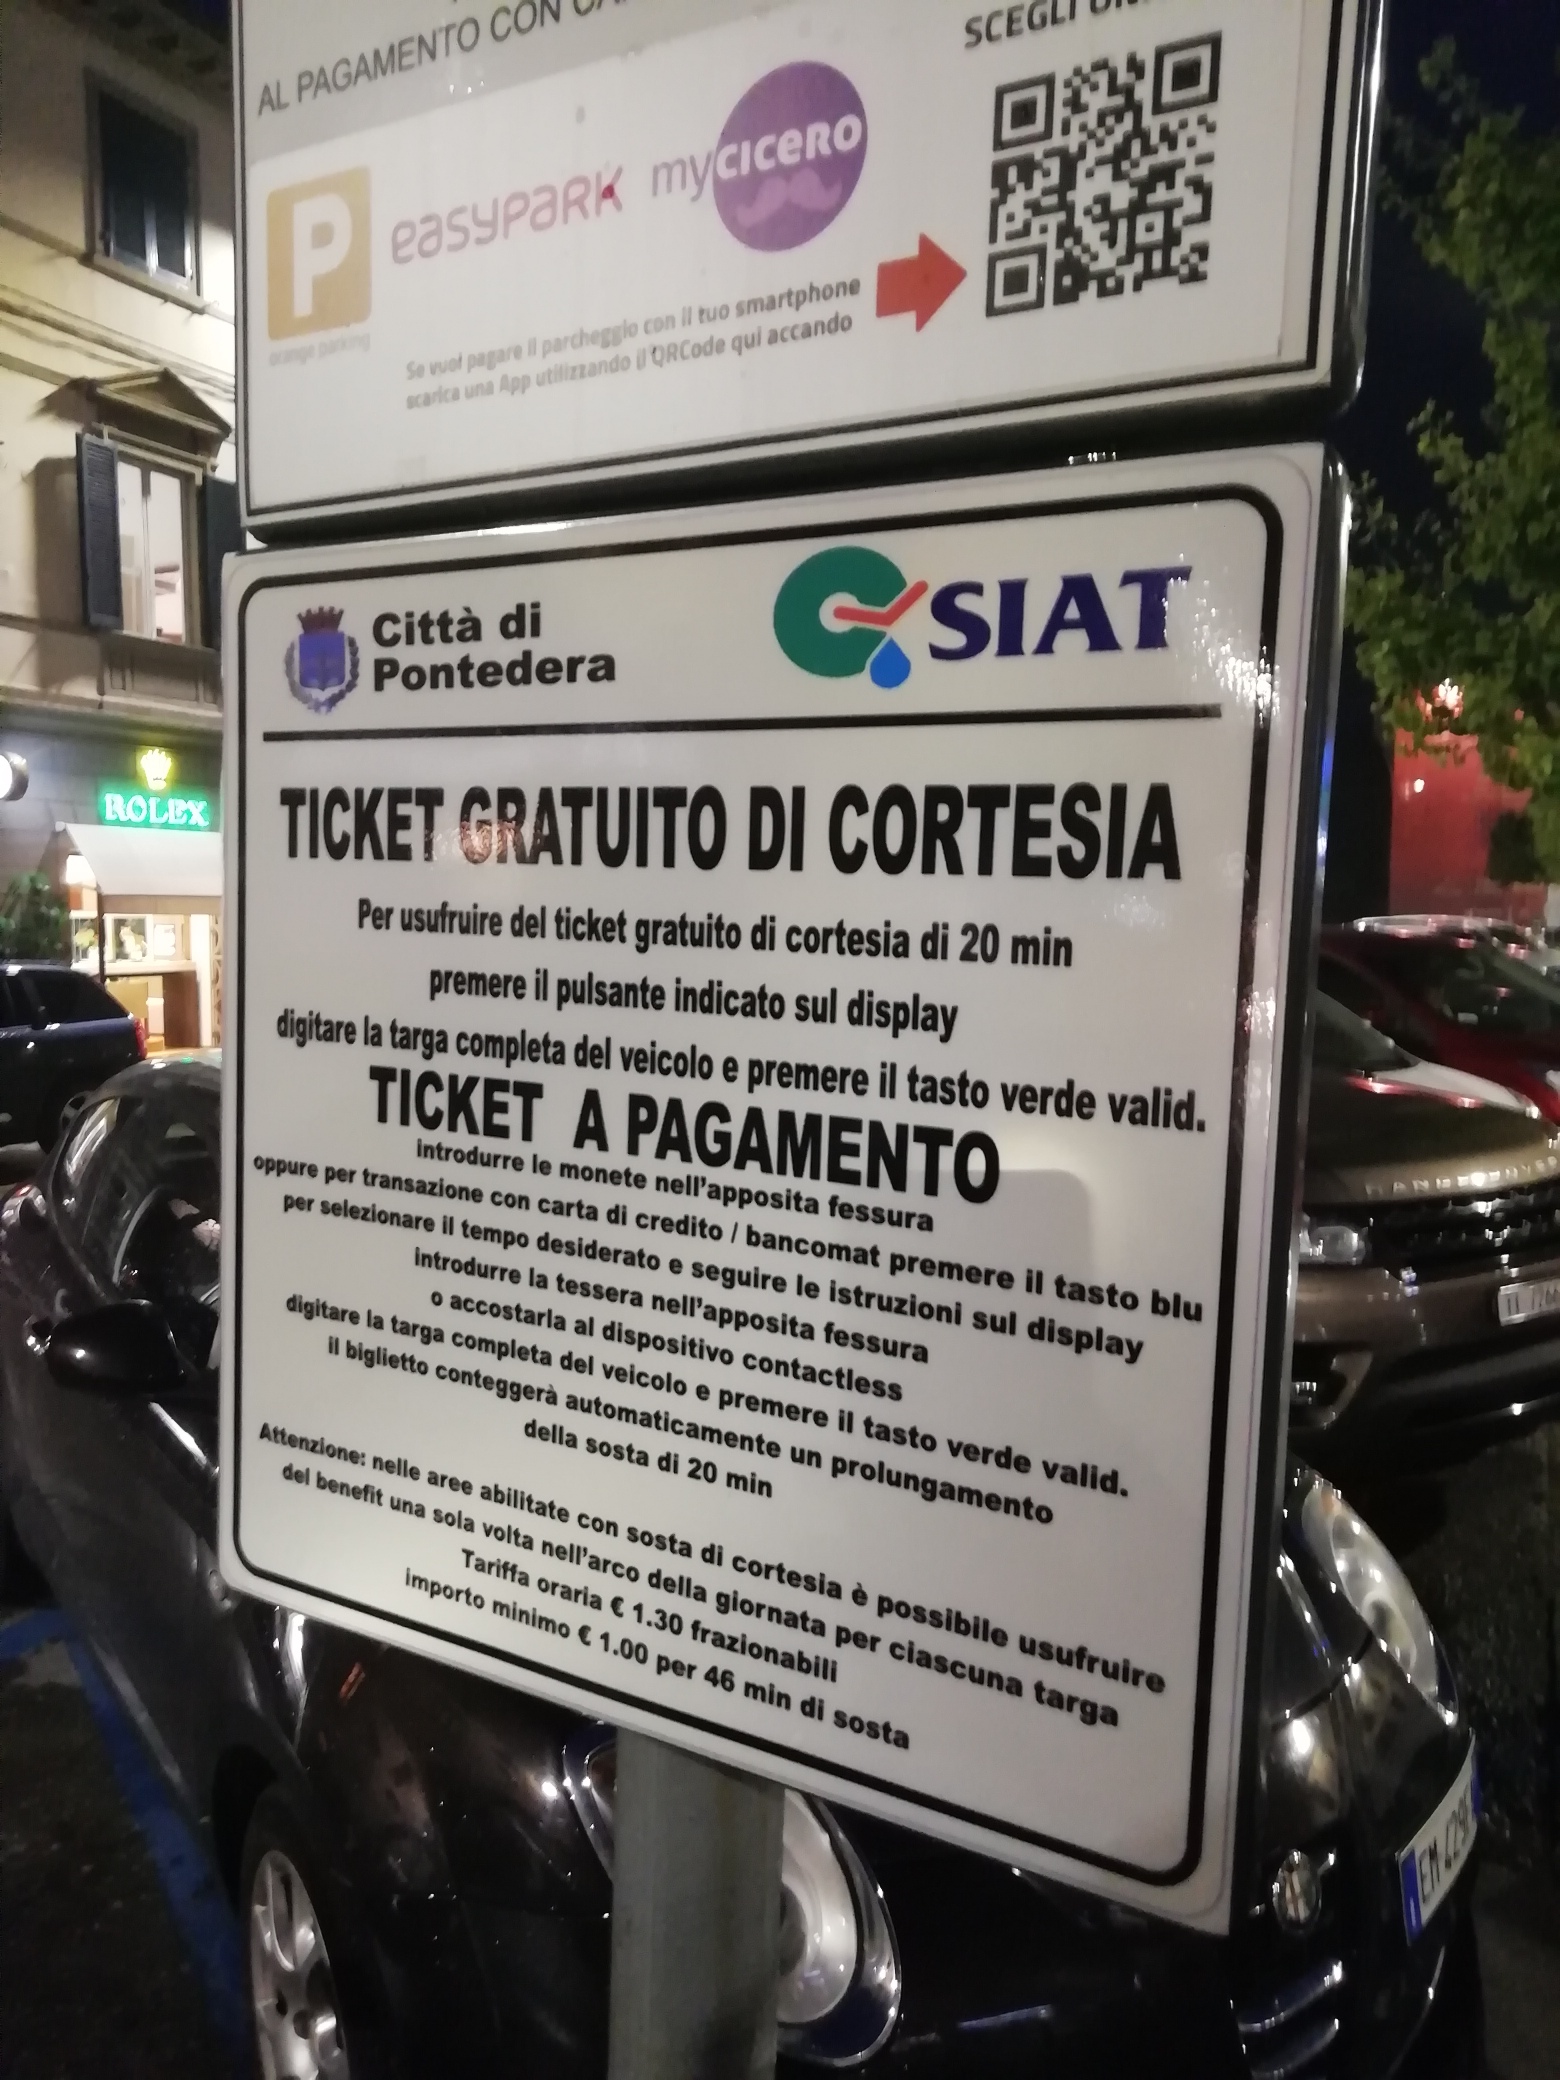 AL PAGAMENTO CON
SCEGLI
P
orange parking
easypark
myCICERO
Se vuoi pagare il parcheggio con il tuo smartphone
scarica una App utilizzando il QRCode qui accando
Città di
Pontedera
SIAT
TICKET GRATUITO DI CORTESIA
Per usufruire del ticket gratuito di cortesia di 20 min
premere il pulsante indicato sul display
digitare la targa completa del veicolo e premere il tasto verde valid.
TICKET A PAGAMENTO
introdurre le monete nell'apposita fessura
oppure per transazione con carta di credito / bancomat premere il tasto blu
per selezionare il tempo desiderato e seguire le istruzioni sul display
introdurre la tessera nell'apposita fessura
o accostarla al dispositivo contactless
digitare la targa completa del veicolo e premere il tasto verde valid.
il biglietto conteggerà automaticamente un prolungamento
della sosta di 20 min
Attenzione: nelle aree abilitate con sosta di cortesia è possibile usufruire
del benefit una sola volta nell'arco della giornata per ciascuna targa
Tariffa oraria € 1.30 frazionabili
importo minimo € 1.00 per 46 min di sosta
ROLEX